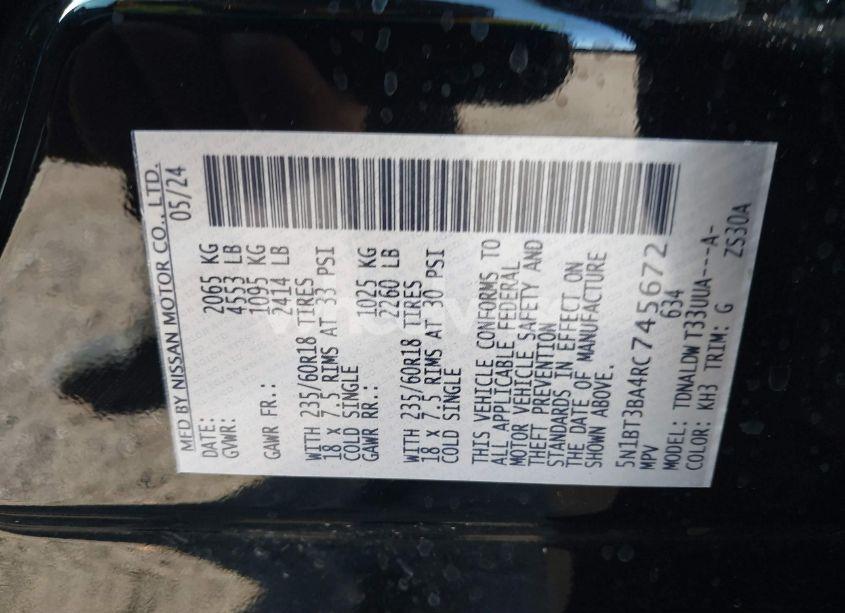 MFD BY NISSAN MOTOR CO., LTD.
DATE: 05/24
GVWR: 2065 KG
4553 LB
GAWR FR.: 1095 KG
2414 LB
WITH 235/60R18 TIRES
18 x 7.5 RIMS AT 33 PSI
COLD SINGLE
GAWR RR.: 1025 KG
2260 LB
WITH 235/60R18 TIRES
18 x 7.5 RIMS AT 30 PSI
COLD SINGLE
THIS VEHICLE CONFORMS TO
ALL APPLICABLE FEDERAL
MOTOR VEHICLE SAFETY AND
THEFT PREVENTION
STANDARDS IN EFFECT ON
THE DATE OF MANUFACTURE
SHOWN ABOVE.
5N1BT3BA4RC745672
MPV 634
MODEL: TDNALDW T33UUA---A-
COLOR: KH3 TRIM: G ZS30A